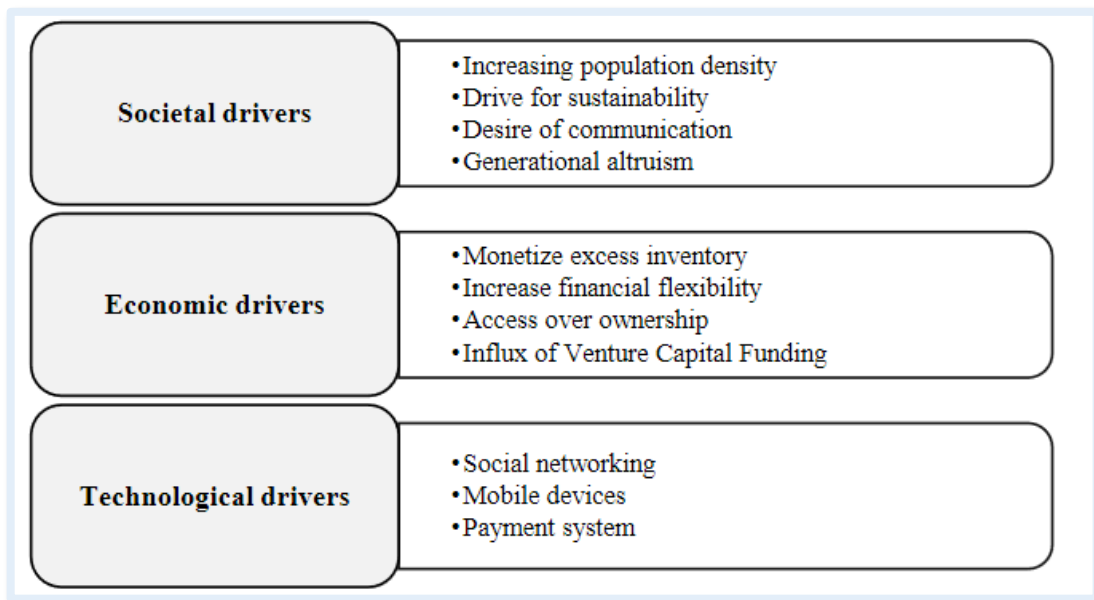 Societal drivers
•Increasing population density
•Drive for sustainability
•Desire of communication
•Generational altruism
Economic drivers
•Monetize excess inventory
•Increase financial flexibility
•Access over ownership
•Influx of Venture Capital Funding
Technological drivers
•Social networking
•Mobile devices
•Payment system